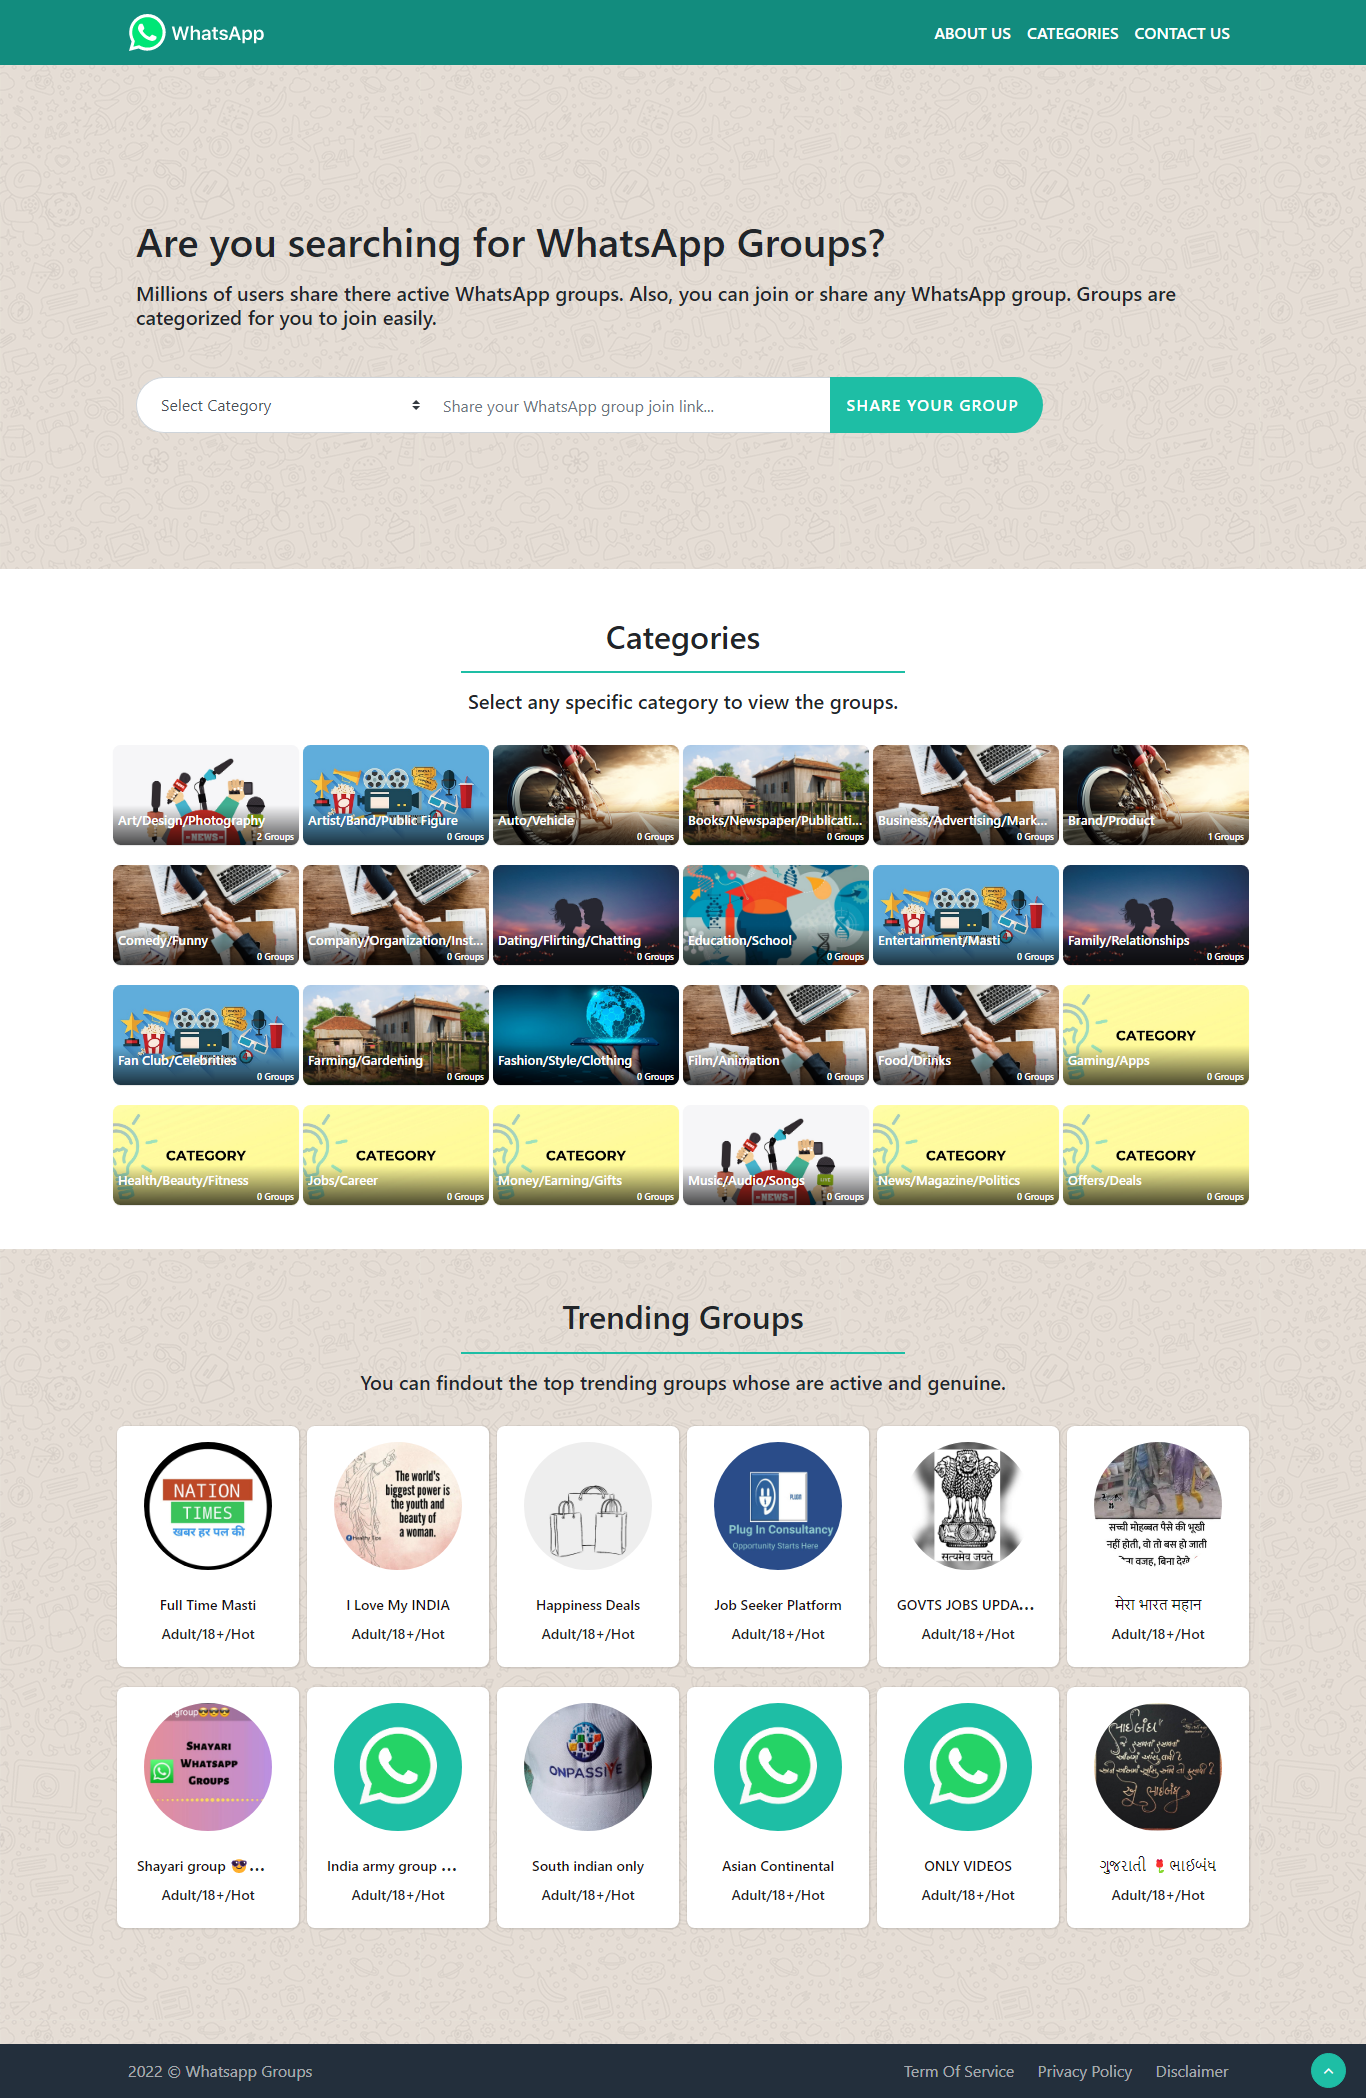 WhatsApp
ABOUT US CATEGORIES CONTACT US
Are you searching for WhatsApp Groups?
Millions of users share there active WhatsApp groups. Also, you can join or share any WhatsApp group. Groups are
categorized for you to join easily.
Select Category
Share your WhatsApp group join link...
SHARE YOUR GROUP
Categories
Select any specific category to view the groups.
NEWS
Art/Design/Photography
2 Groups
Artist/Band/Public Figure
0 Groups
Auto/Vehicle
0 Groups
Books/Newspaper/Publicati...
0 Groups
Business/Advertising/Mark...
0 Groups
Brand/Product
1 Groups
Comedy/Funny
0 Groups
Company/Organization/Inst...
0 Groups
Dating/Flirting/Chatting
0 Groups
Education/School
0 Groups
Entertainment/Masti
0 Groups
Family/Relationships
0 Groups
Fan Club/Celebrities
0 Groups
Farming/Gardening
0 Groups
Fashion/Style/Clothing
0 Groups
Film/Animation
0 Groups
Food/Drinks
0 Groups
CATEGORY
Gaming/Apps
0 Groups
CATEGORY
Health/Beauty/Fitness
0 Groups
CATEGORY
Jobs/Career
0 Groups
CATEGORY
Money/Earning/Gifts
0 Groups
LIVE
NEWS
Music/Audio/Songs
0 Groups
CATEGORY
News/Magazine/Politics
0 Groups
CATEGORY
Offers/Deals
0 Groups
Trending Groups
You can findout the top trending groups whose are active and genuine.
NATION
TIMES
खबर हर पल की
Full Time Masti
Adult/18+/Hot
The world's
biggest power is
the youth and
beauty of
a woman.
I Love My INDIA
Adult/18+/Hot
Happiness Deals
Adult/18+/Hot
PLUGIN
Plug In Consultancy
Opportunity Starts Here
Job Seeker Platform
Adult/18+/Hot
सत्यमेव जयते
GOVTS JOBS UPDA...
Adult/18+/Hot
सच्ची मोहब्बत पैसे की भूखी
नहीं होती, वो तो बस हो जाती
वजह, बिना देखे
मेरा भारत महान
Adult/18+/Hot
group😎😎😎
SHAYARI
WHATSAPP
GROUPS
Shayari group 😎...
Adult/18+/Hot
India army group ...
Adult/18+/Hot
ONPASSIVE
South indian only
Adult/18+/Hot
Asian Continental
Adult/18+/Hot
ONLY VIDEOS
Adult/18+/Hot
ગુજરાતી 🌹ભાઈબંધ
Adult/18+/Hot
2022 © Whatsapp Groups
Term Of Service Privacy Policy Disclaimer